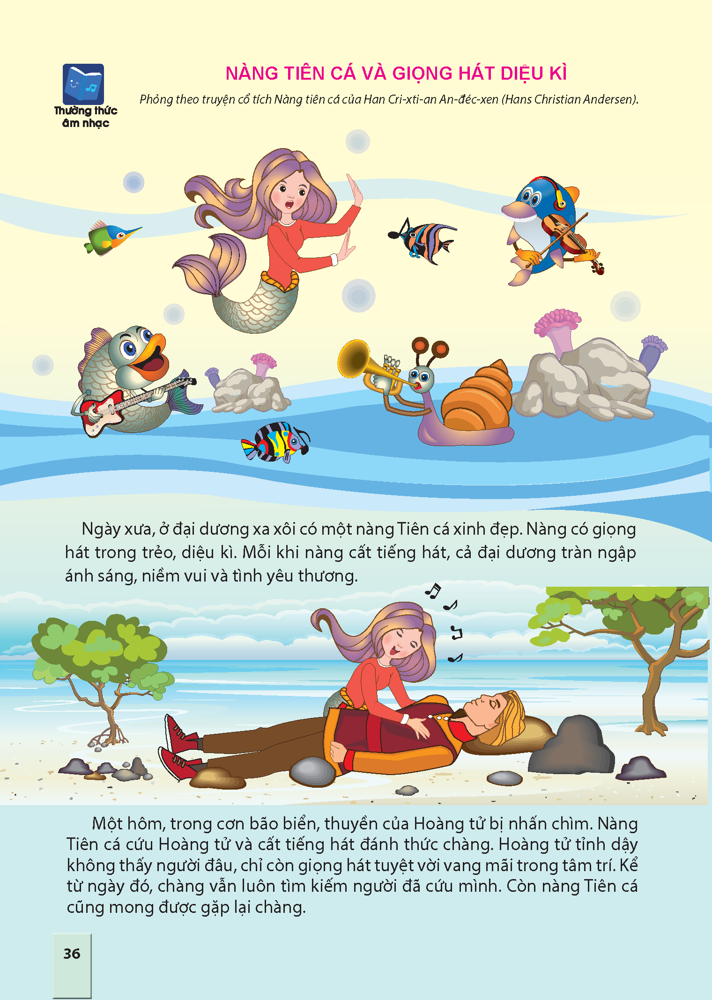 NÀNG TIÊN CÁ VÀ GIỌNG HÁT DIỆU KÌ
Phỏng theo truyện cổ tích Nàng tiên cá của Han Cri-xti-an An-đéc-xen (Hans Christian Andersen).
Thường thức
âm nhạc
Ngày xưa, ở đại dương xa xôi có một nàng Tiên cá xinh đẹp. Nàng có giọng
hát trong trẻo, diệu kì. Mỗi khi nàng cất tiếng hát, cả đại dương tràn ngập
ánh sáng, niềm vui và tình yêu thương.
Một hôm, trong cơn bão biển, thuyền của Hoàng tử bị nhấn chìm. Nàng
Tiên cá cứu Hoàng tử và cất tiếng hát đánh thức chàng. Hoàng tử tỉnh dậy
không thấy người đâu, chỉ còn giọng hát tuyệt vời vang mãi trong tâm trí. Kể
từ ngày đó, chàng vẫn luôn tìm kiếm người đã cứu mình. Còn nàng Tiên cá
cũng mong được gặp lại chàng.
36